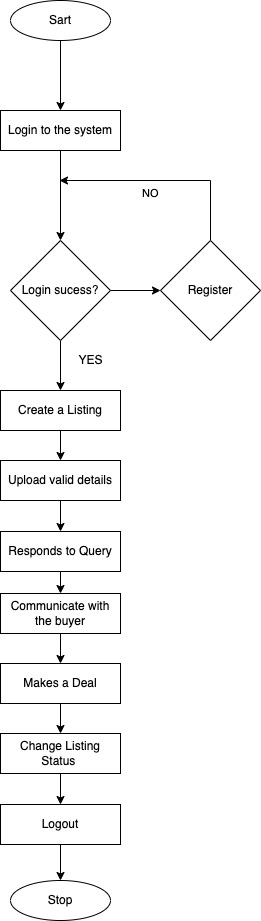 Sart
Login to the system
NO
Login sucess?
Register
YES
Create a Listing
Upload valid details
Responds to Query
Communicate with
the buyer
Makes a Deal
Change Listing
Status
Logout
Stop